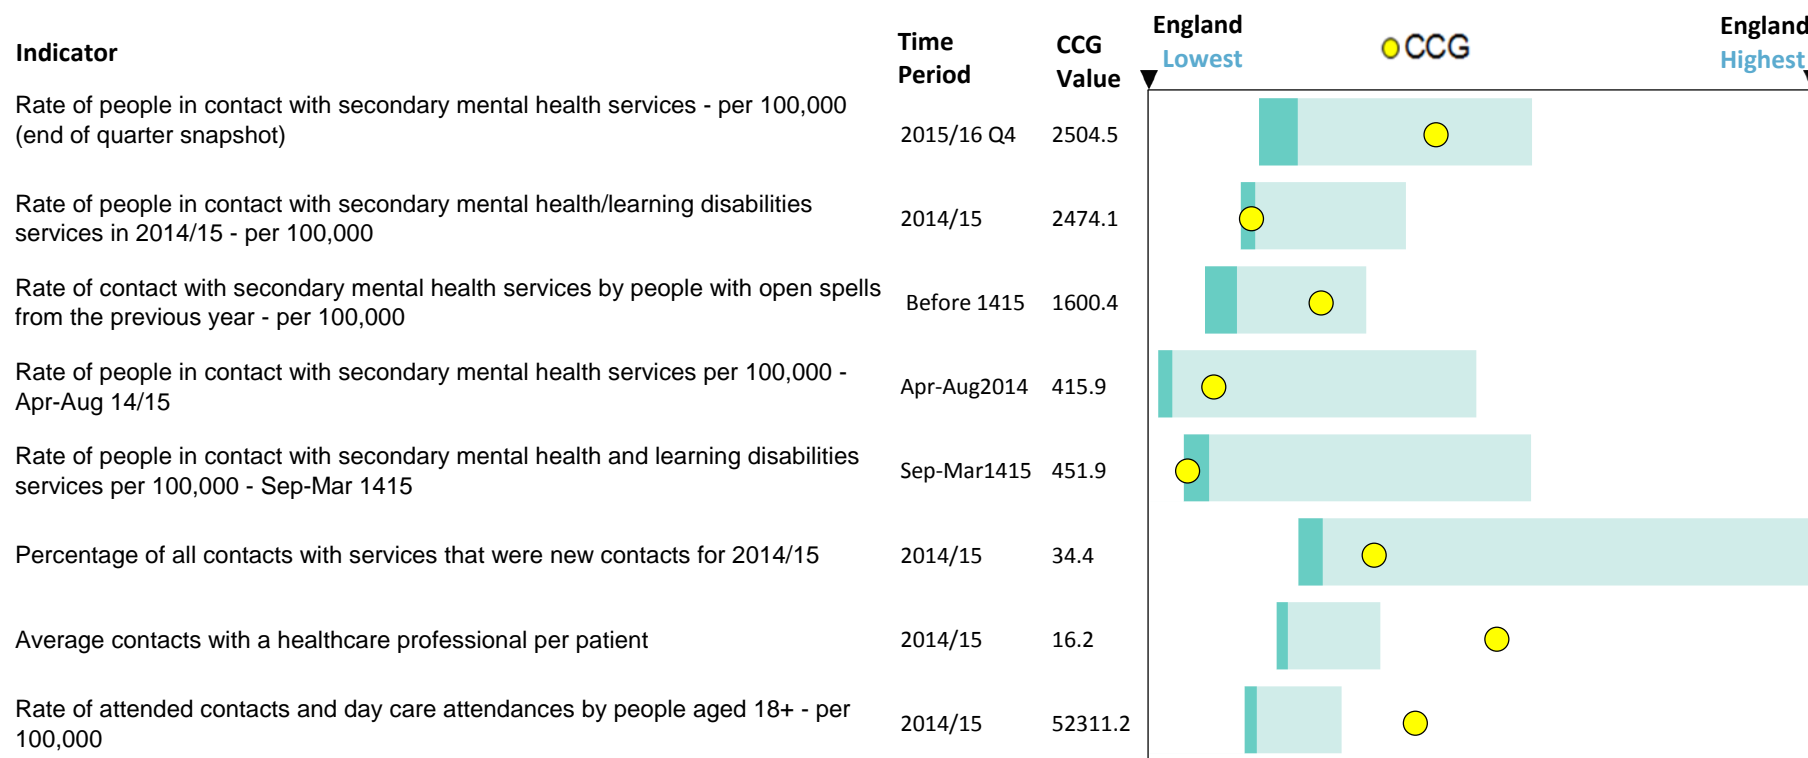 Indicator
Time
Period
CCG
Value
England
Lowest
CCG
England
Highest
Rate of people in contact with secondary mental health services - per 100,000
(end of quarter snapshot)
2015/16 Q4
2504.5
Rate of people in contact with secondary mental health/learning disabilities
services in 2014/15 - per 100,000
2014/15
2474.1
Rate of contact with secondary mental health services by people with open spells
from the previous year - per 100,000
Before 1415
1600.4
Rate of people in contact with secondary mental health services per 100,000 -
Apr-Aug 14/15
Apr-Aug2014
415.9
Rate of people in contact with secondary mental health and learning disabilities
services per 100,000 - Sep-Mar 1415
Sep-Mar1415
451.9
Percentage of all contacts with services that were new contacts for 2014/15
2014/15
34.4
Average contacts with a healthcare professional per patient
2014/15
16.2
Rate of attended contacts and day care attendances by people aged 18+ - per
100,000
2014/15
52311.2